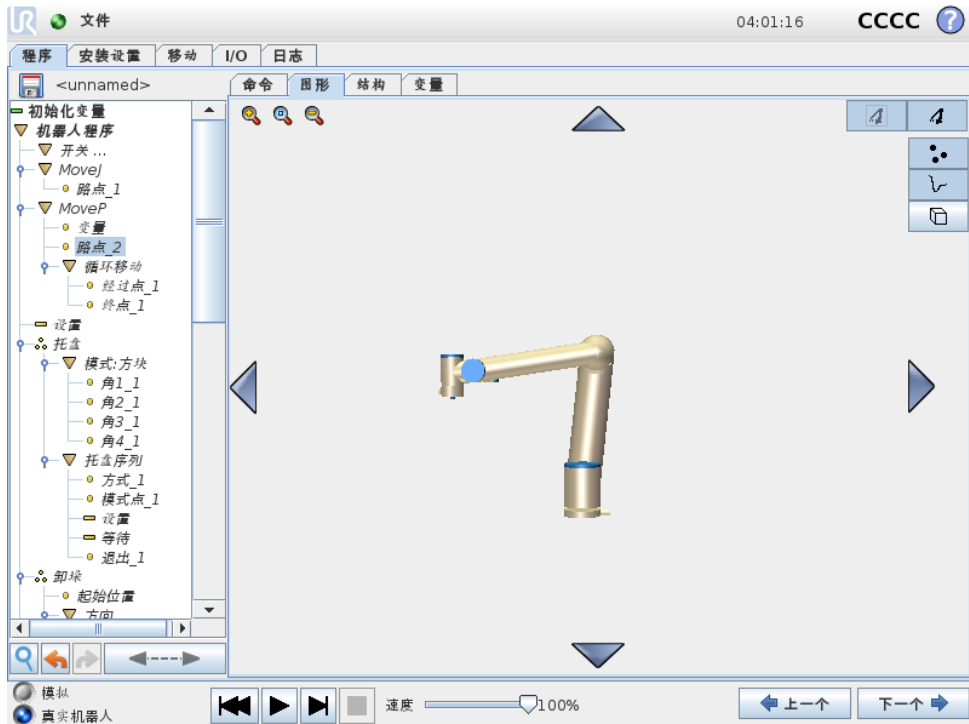 UR 文件 04:01:16 CCCC ?
程序 安装设置 移动 I/O 日志
<unnamed> 命令 图形 结构 变量
初始化变量
机器人程序
开关 ...
MoveJ
路点_1
MoveP
变量
路点_2
循环移动
经过点_1
终点_1
设置
托盘
模式:方块
角1_1
角2_1
角3_1
角4_1
托盘序列
方式_1
模式点_1
设置
等待
退出_1
卸垛
起始位置
方向
模拟
真实机器人
速度 100% 上一个 下一个